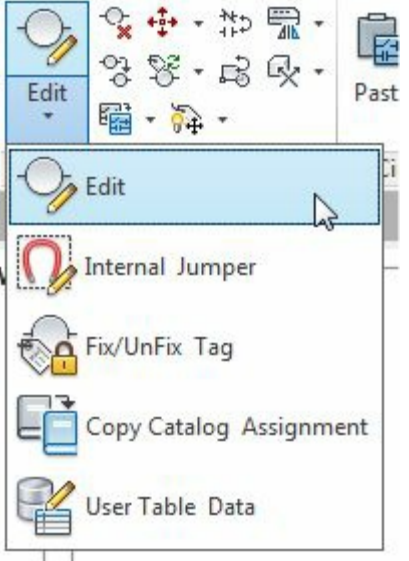 Edit
Past
Edit
Internal Jumper
Fix/UnFix Tag
Copy Catalog Assignment
User Table Data